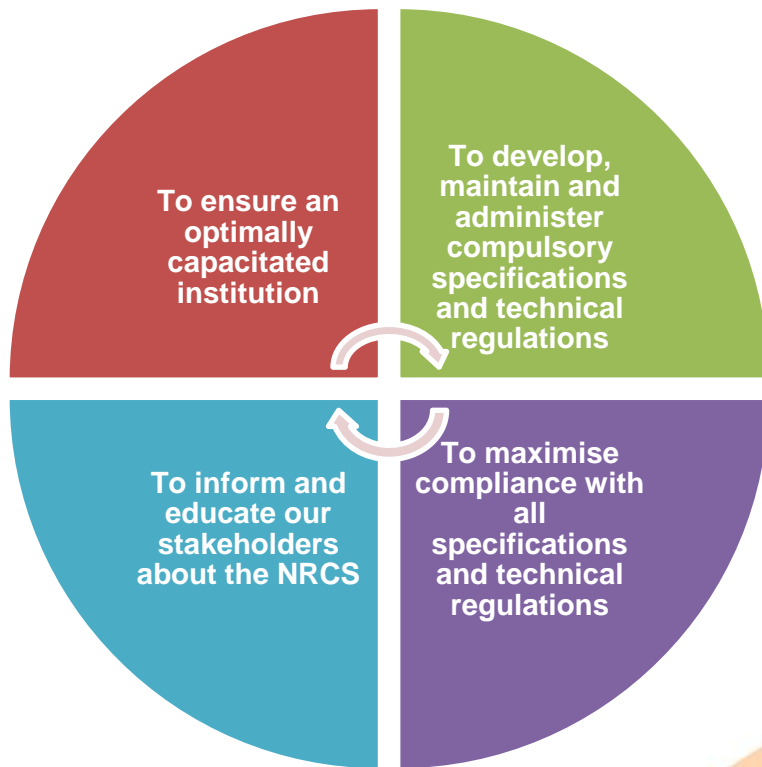 To ensure an
optimally
capacitated
institution
To develop,
maintain and
administer
compulsory
specifications
and technical
regulations
To inform and
educate our
stakeholders
about the NRCS
To maximise
compliance with
all
specifications
and technical
regulations